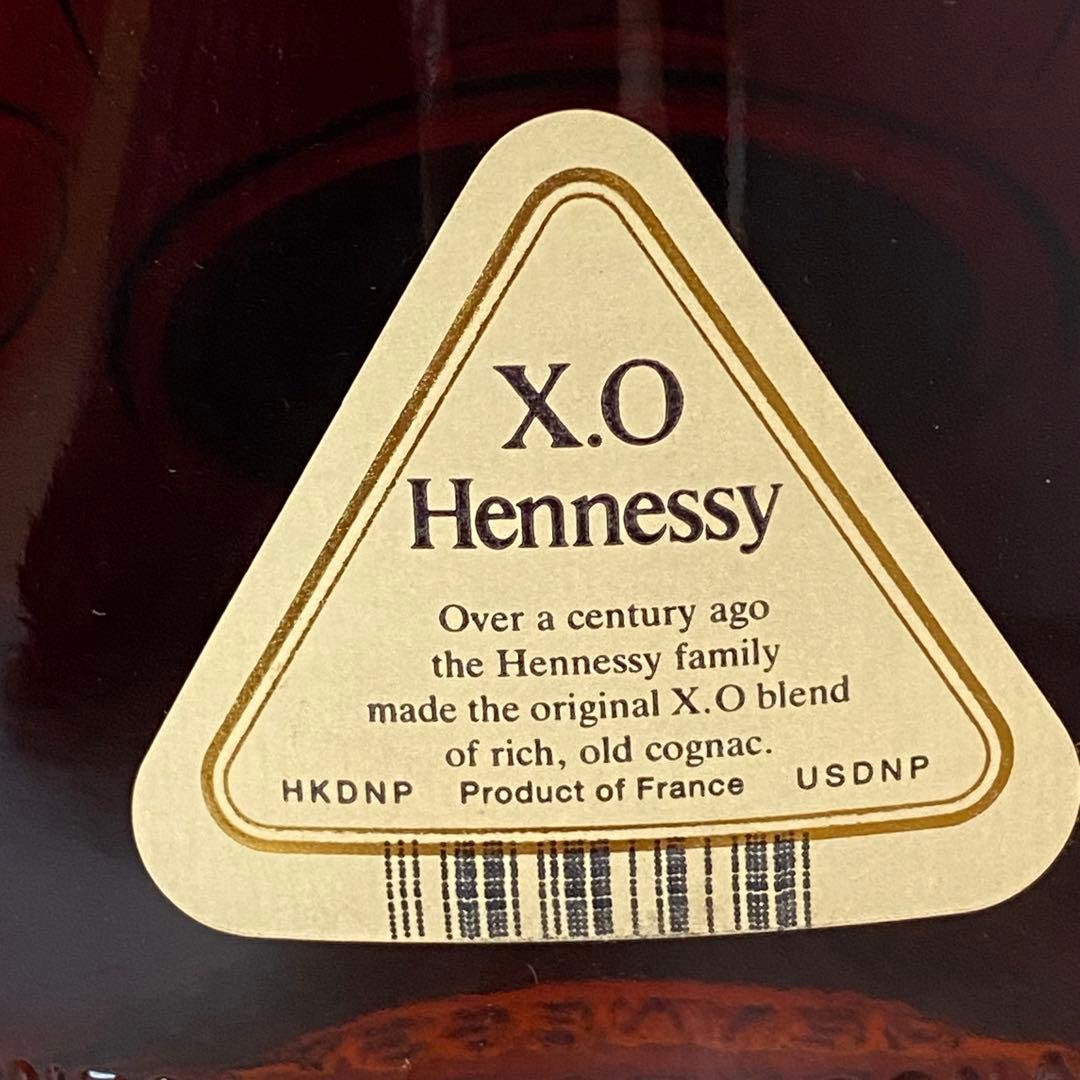 X.O
Hennessy
Over a century ago
the Hennessy family
made the original X.O blend
of rich, old cognac.
HKDNP Product of France USDNP